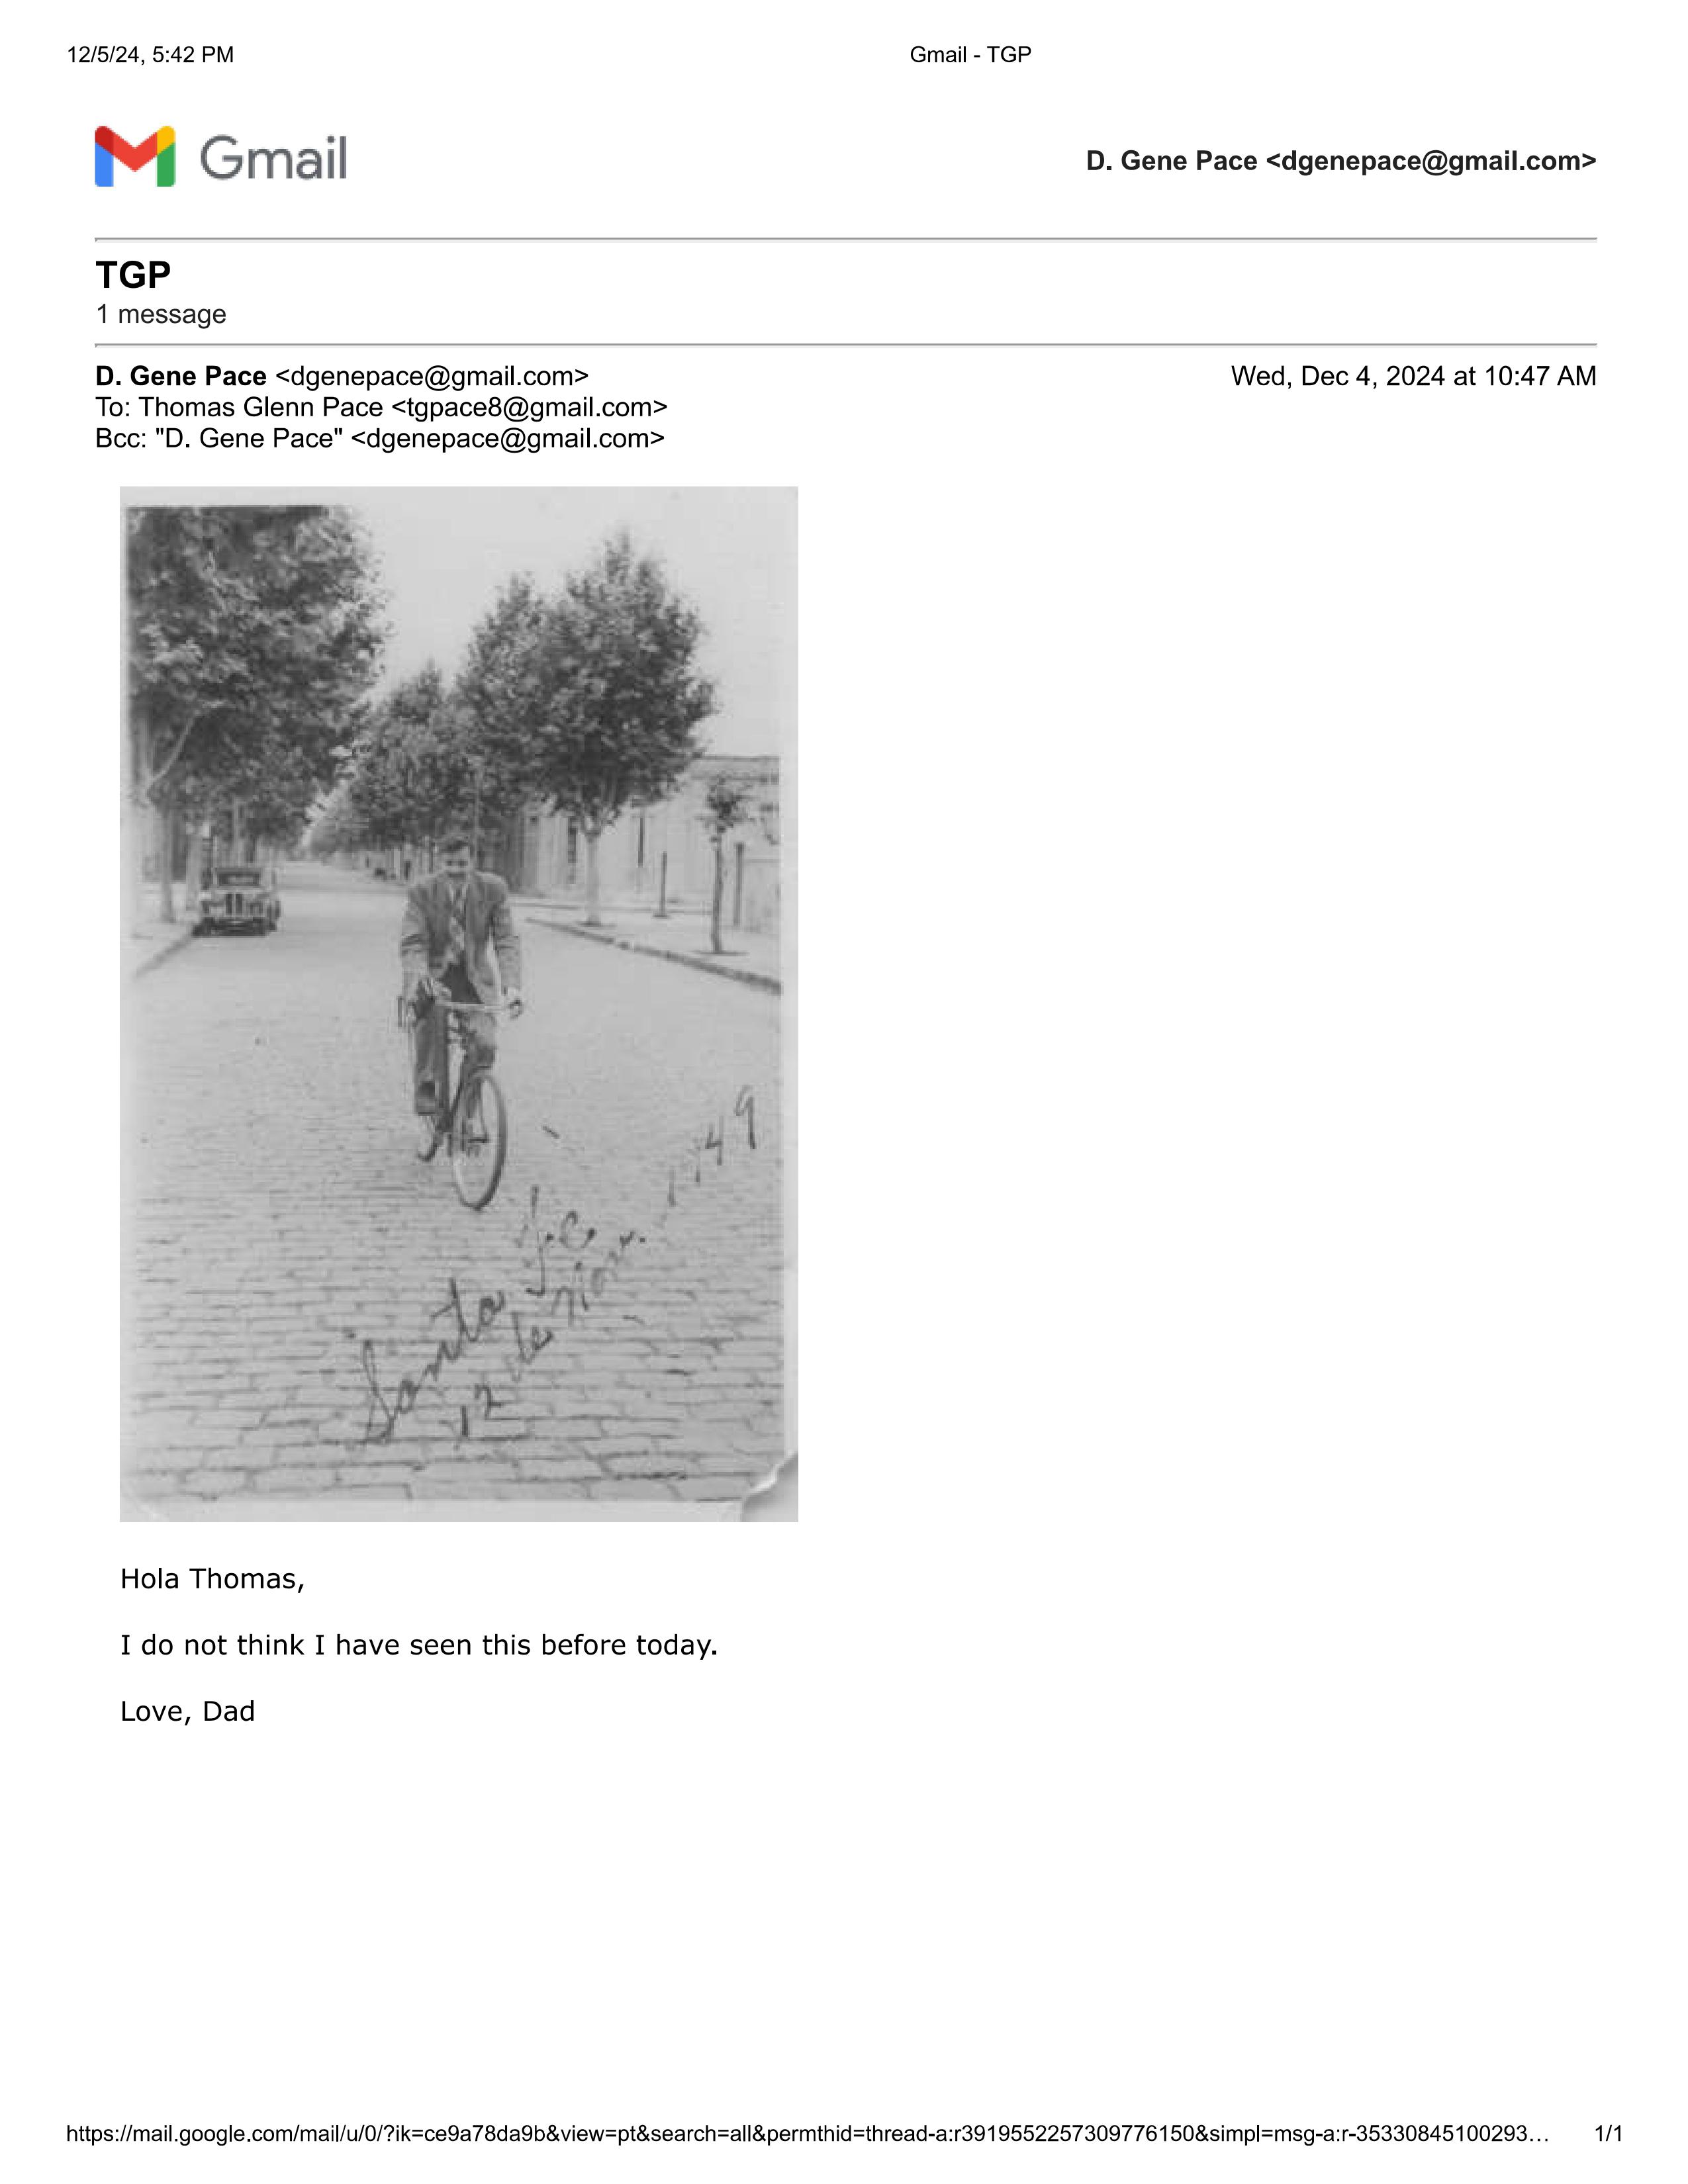 12/5/24, 5:42 PM
Gmail - TGP
Gmail
D. Gene Pace <dgenepace@gmail.com>
TGP
1 message
D. Gene Pace <dgenepace@gmail.com>
Wed, Dec 4, 2024 at 10:47 AM
To: Thomas Glenn Pace <tgpace8@gmail.com>
Bcc: "D. Gene Pace" <dgenepace@gmail.com>
Santa Fe,
12 de Nov. 1949
Hola Thomas,
I do not think I have seen this before today.
Love, Dad
https://mail.google.com/mail/u/0/?ik=ce9a78da9b&view=pt&search=all&permthid=thread-a:r3919552257309776150&simpl=msg-a:r-35330845100293…
1/1